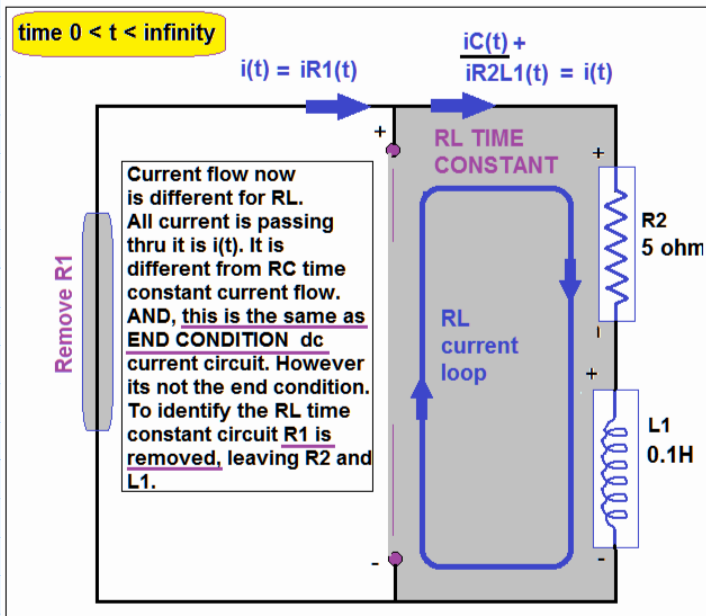 time 0 < t < infinity
i(t) = iR1(t)
iC(t) +
iR2L1(t) = i(t)
+
RL TIME
CONSTANT
+
Current flow now
is different for RL.
All current is passing
thru it is i(t). It is
different from RC time
constant current flow.
AND, this is the same as
END CONDITION dc
current circuit. However
its not the end condition.
To identify the RL time
constant circuit R1 is
removed, leaving R2 and
L1.
Remove R1
R2
5 ohm
RL
current
loop
-
+
L1
0.1H
-
-